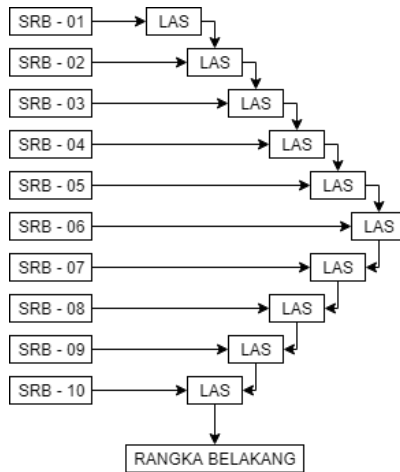 SRB - 01 LAS
SRB - 02 LAS
SRB - 03 LAS
SRB - 04 LAS
SRB - 05 LAS
SRB - 06 LAS
SRB - 07 LAS
SRB - 08 LAS
SRB - 09 LAS
SRB - 10 LAS
RANGKA BELAKANG